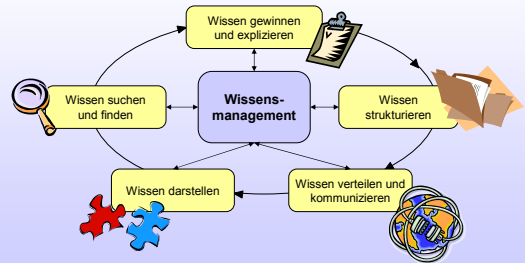 Wissen gewinnen
und explizieren
Wissen suchen
und finden
Wissens-
management
Wissen
strukturieren
Wissen darstellen
Wissen verteilen und
kommunizieren